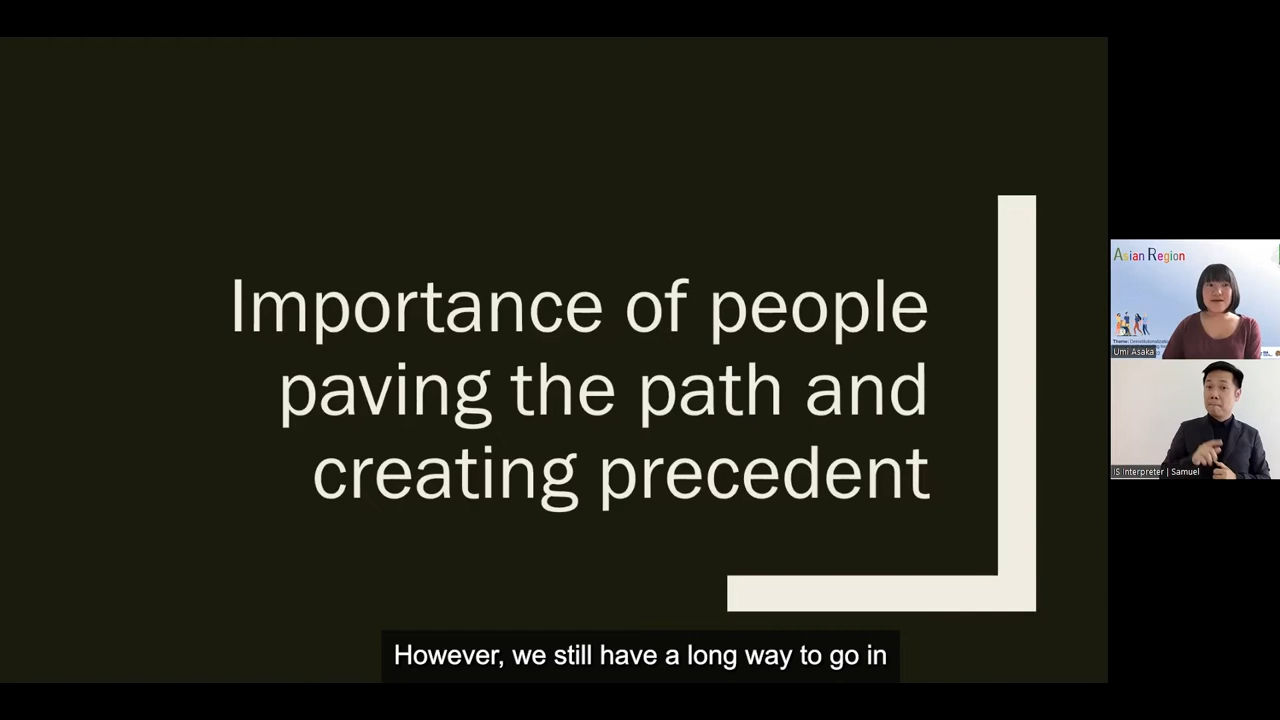 Importance of people
paving the path and
creating precedent
However, we still have a long way to go in
Asian Region
Umi Asaka
IS Interpreter | Samuel